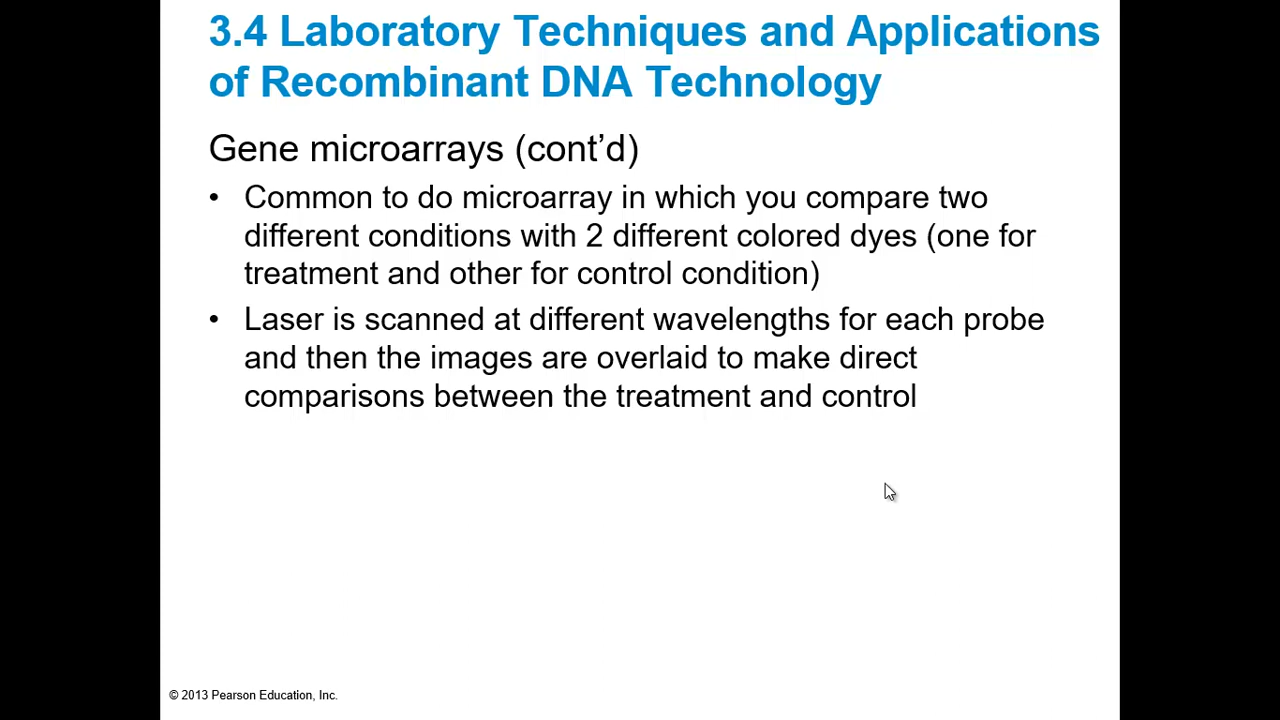 3.4 Laboratory Techniques and Applications
of Recombinant DNA Technology
Gene microarrays (cont’d)
• Common to do microarray in which you compare two
different conditions with 2 different colored dyes (one for
treatment and other for control condition)
• Laser is scanned at different wavelengths for each probe
and then the images are overlaid to make direct
comparisons between the treatment and control
© 2013 Pearson Education, Inc.